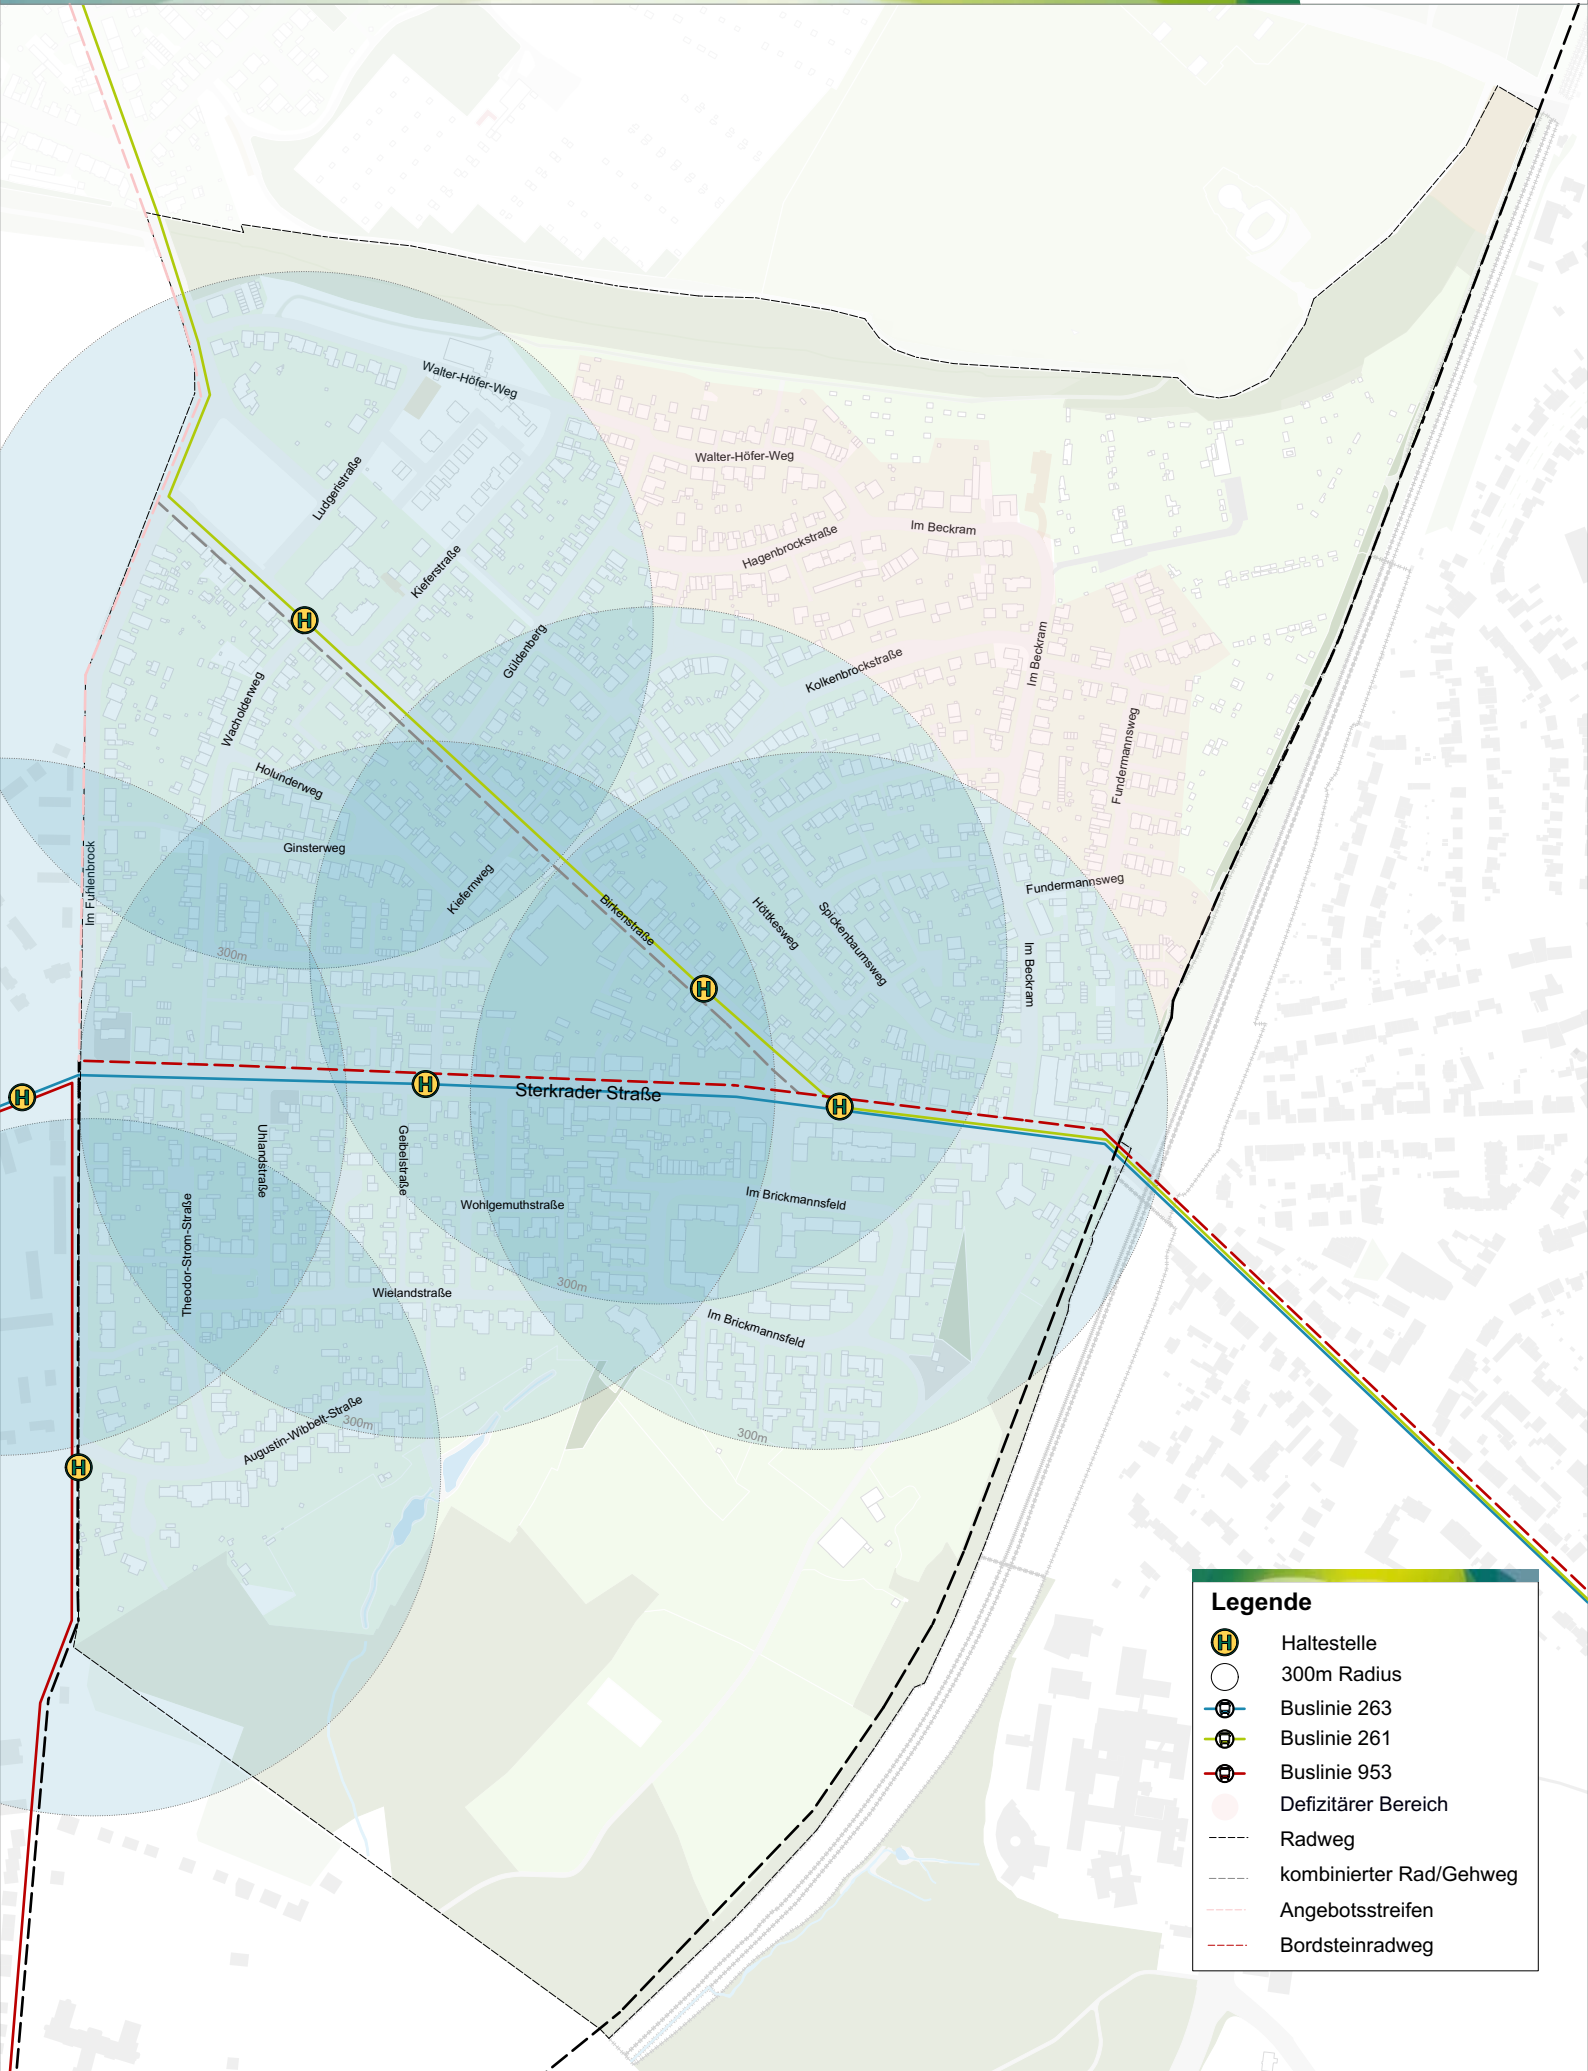 Walter-Höfer-Weg
Walter-Höfer-Weg
Ludgeristraße
Im Beckram
Hagenbrockstraße
Kieferstraße
H
Güldenberg
Kolkenbrockstraße
Im Beckram
Wacholderweg
Fundermannsweg
Holunderweg
Ginsterweg
Im Fuhlenbrock
Kiefernweg
Birkenstraße
Höttkesweg
Spickenbaumsweg
Fundermannsweg
300m
Im Beckram
H
H
H
Sterkrader Straße
H
Uhlandstraße
Geibelstraße
Theodor-Strom-Straße
Wohlgemuthstraße
Im Brickmannsfeld
Wielandstraße
300m
Im Brickmannsfeld
Augustin-Wibbelt-Straße
300m
300m
H
Legende
H Haltestelle
300m Radius
Buslinie 263
Buslinie 261
Buslinie 953
Defizitärer Bereich
Radweg
kombinierter Rad/Gehweg
Angebotsstreifen
Bordsteinradweg